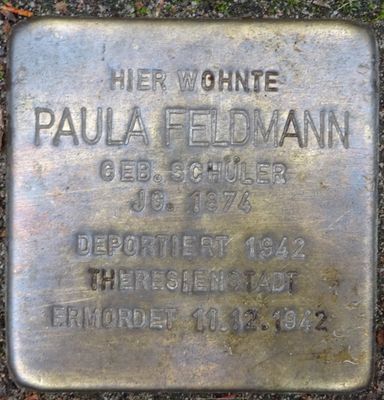 HIER WOHNTE
PAULA FELDMANN
GEB. SCHÜLER
JG. 1874
DEPORTIERT 1942
THERESIENSTADT
ERMORDET 11.12.1942